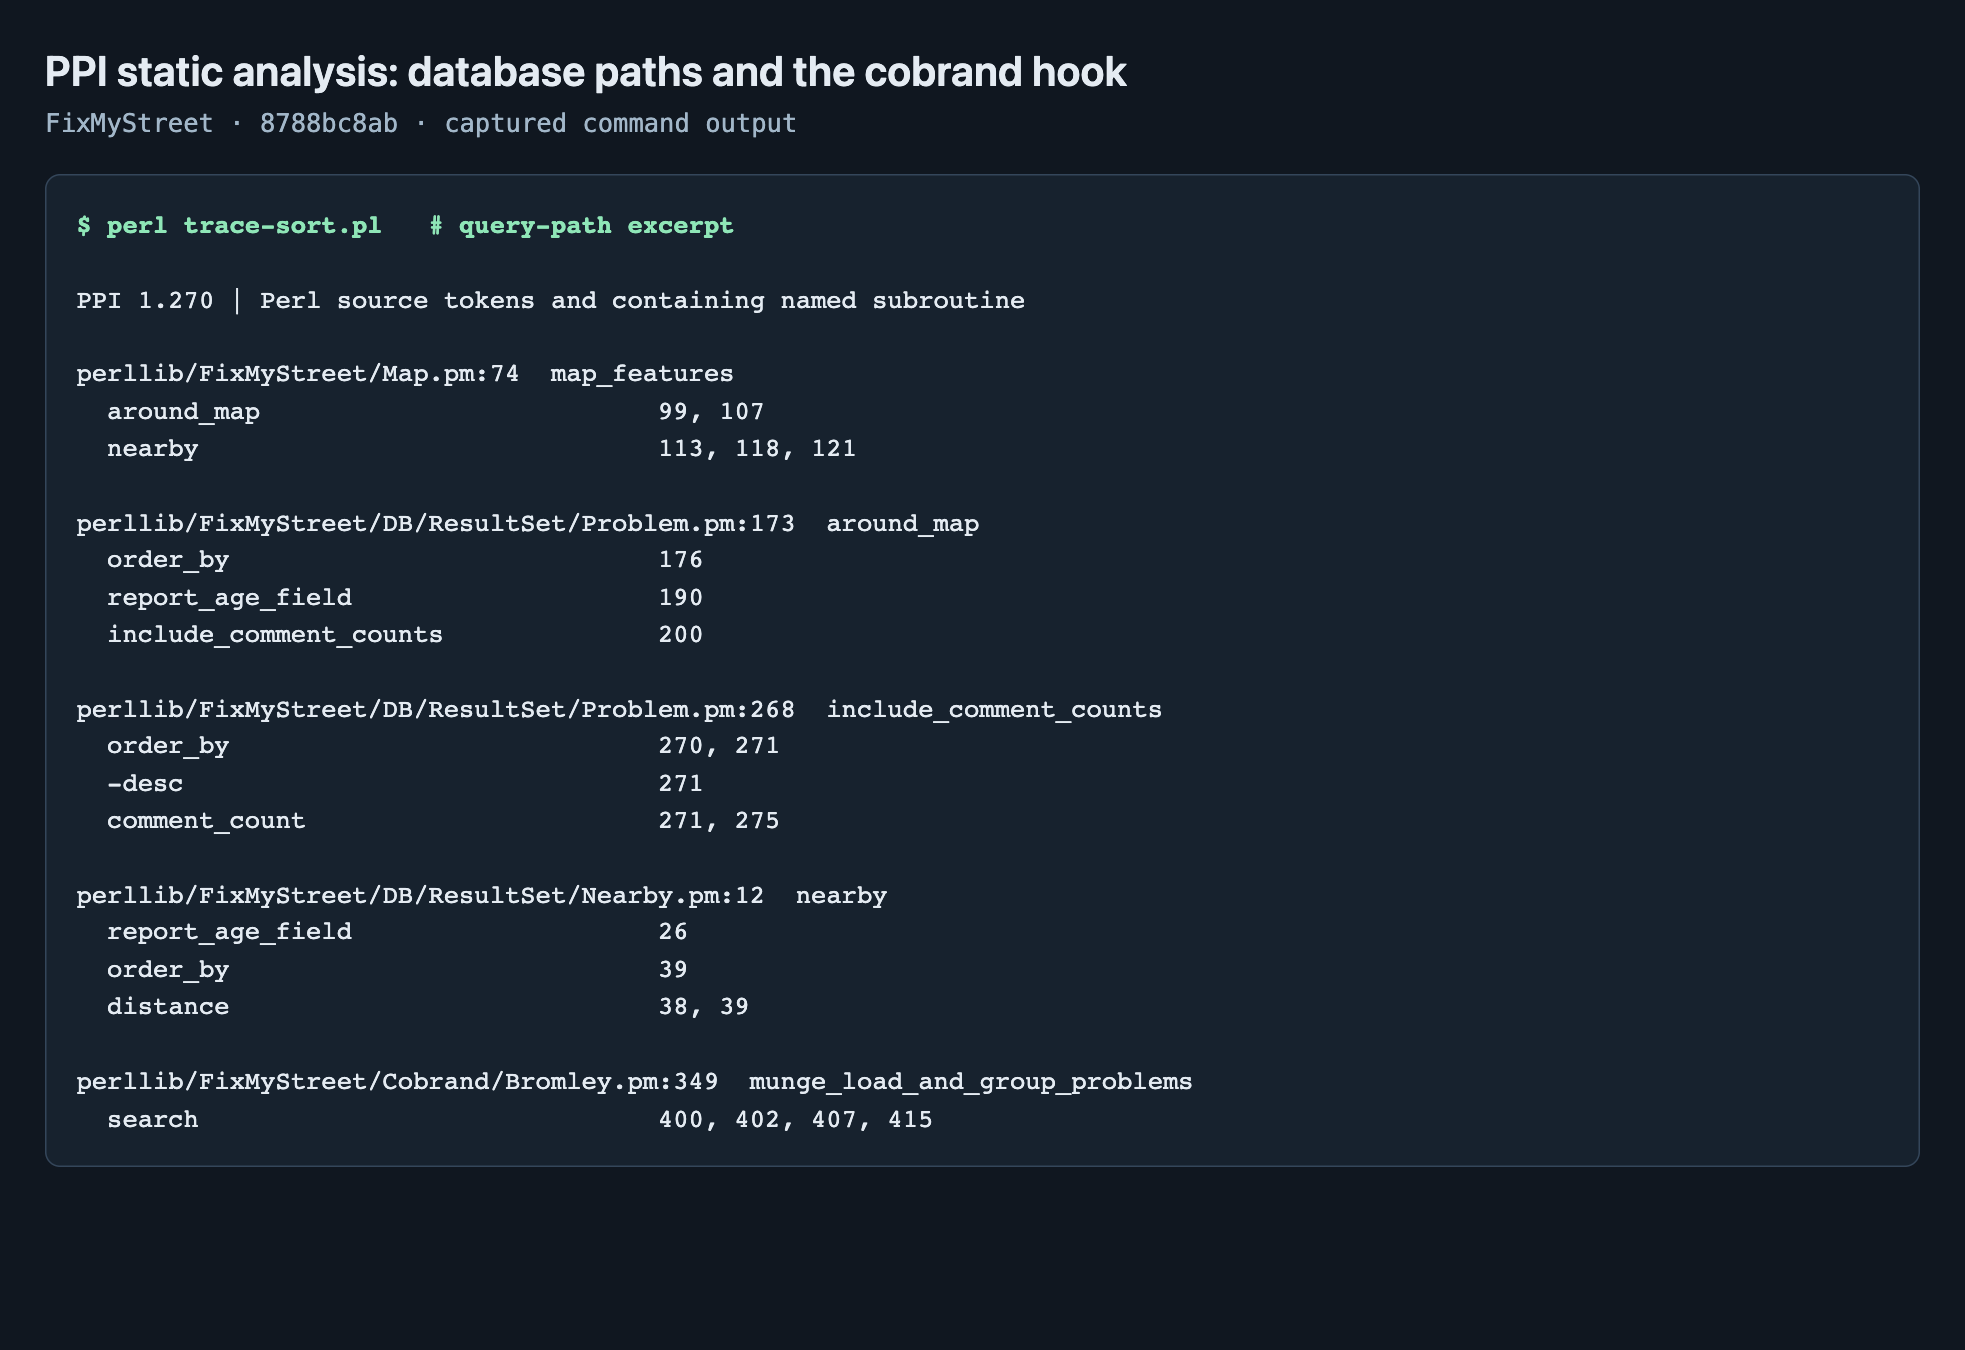 PPI static analysis: database paths and the cobrand hook
FixMyStreet · 8788bc8ab · captured command output
$ perl trace-sort.pl   # query-path excerpt
PPI 1.270 | Perl source tokens and containing named subroutine
perllib/FixMyStreet/Map.pm:74  map_features
  around_map                          99, 107
  nearby                              113, 118, 121
perllib/FixMyStreet/DB/ResultSet/Problem.pm:173  around_map
  order_by                            176
  report_age_field                    190
  include_comment_counts              200
perllib/FixMyStreet/DB/ResultSet/Problem.pm:268  include_comment_counts
  order_by                            270, 271
  -desc                               271
  comment_count                       271, 275
perllib/FixMyStreet/DB/ResultSet/Nearby.pm:12  nearby
  report_age_field                    26
  order_by                            39
  distance                            38, 39
perllib/FixMyStreet/Cobrand/Bromley.pm:349  munge_load_and_group_problems
  search                              400, 402, 407, 415